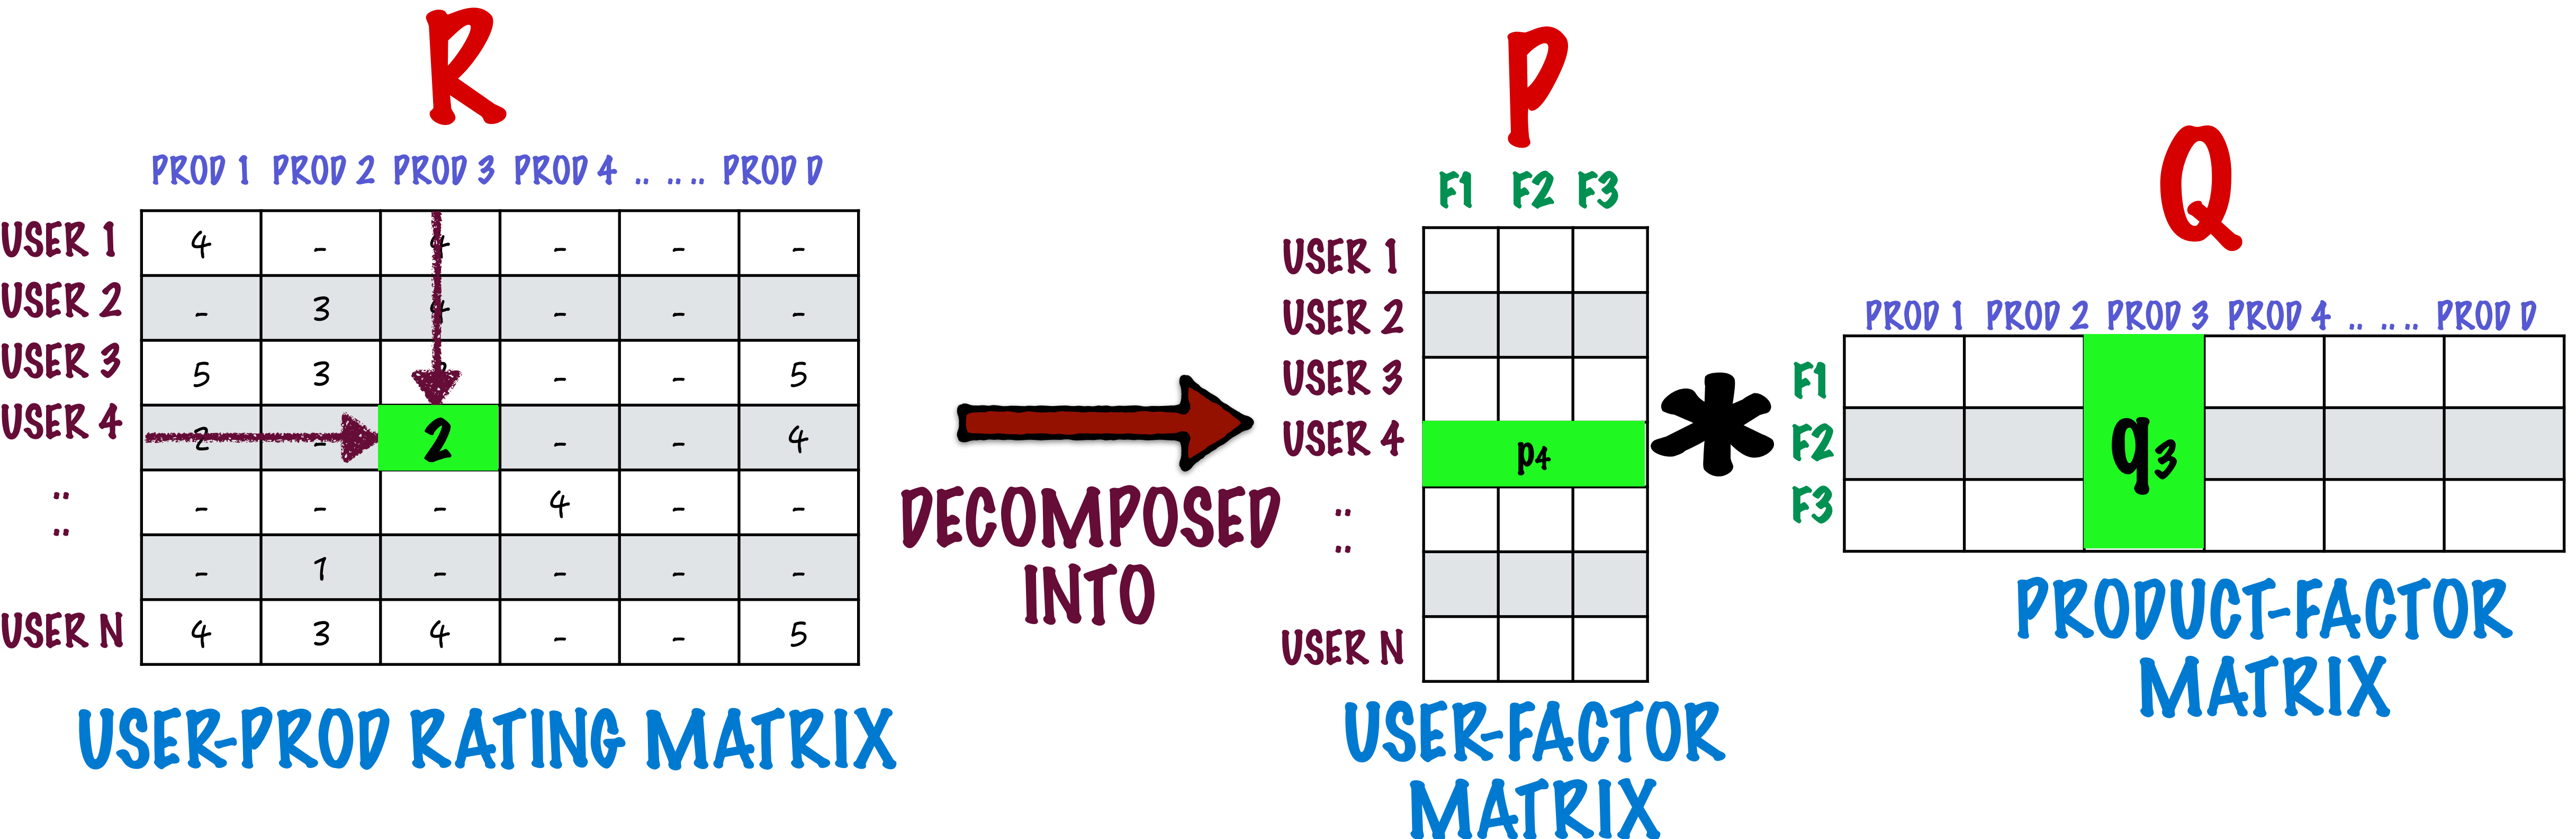 R
PROD 1 PROD 2 PROD 3 PROD 4 .. .. .. PROD D
USER 1 4 - 4 - - -
USER 2 - 3 4 - - -
USER 3 5 3 - - 5
USER 4 2 - 2 - - 4
.. - - - 4 - -
.. - 1 - - - -
USER N 4 3 4 - - 5
USER-PROD RATING MATRIX
DECOMPOSED
INTO
P
F1 F2 F3
USER 1
USER 2
USER 3
USER 4 p4
..
..
USER N
USER-FACTOR
MATRIX
*
Q
PROD 1 PROD 2 PROD 3 PROD 4 .. .. .. PROD D
F1
F2 q3
F3
PRODUCT-FACTOR
MATRIX